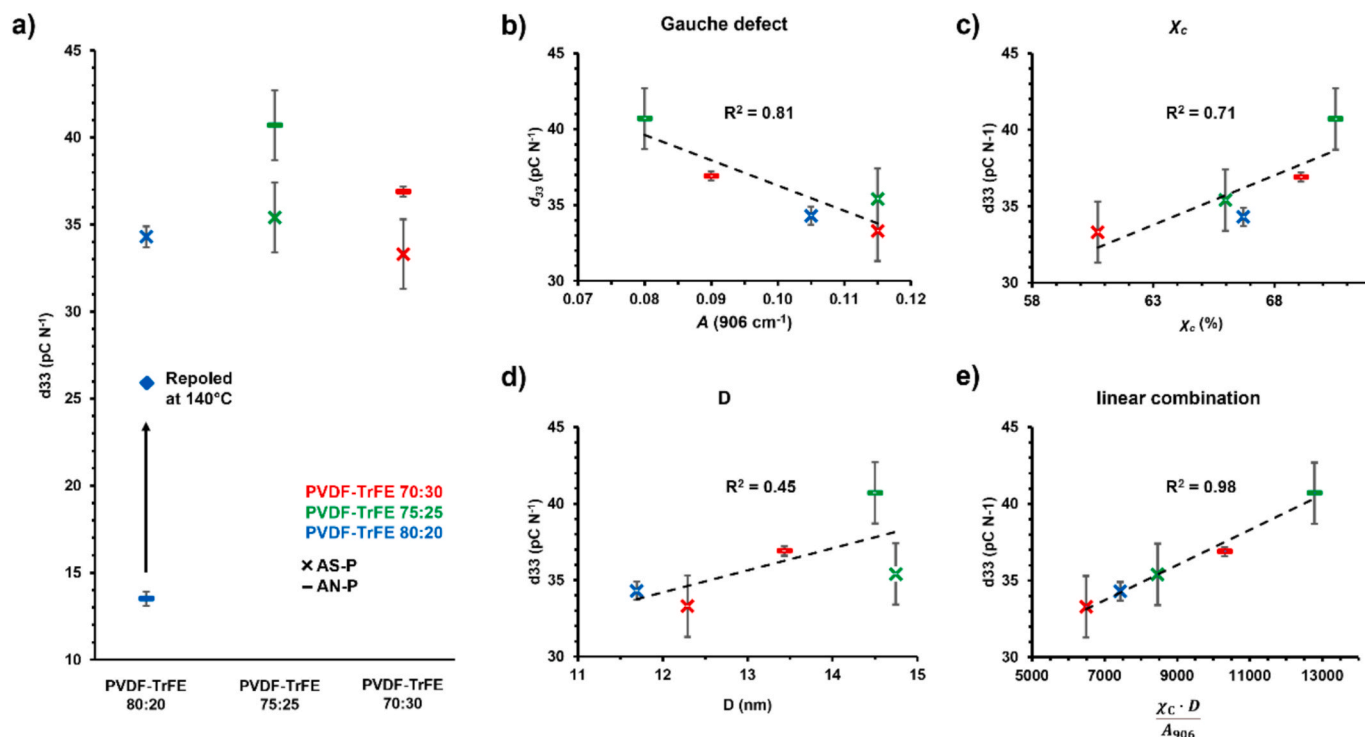 a)
45
40
35
30
25
20
15
10
d33 (pC N-1)
Repoled
at 140°C
PVDF-TrFE 70:30
PVDF-TrFE 75:25
PVDF-TrFE 80:20
× AS-P
– AN-P
PVDF-TrFE
80:20
PVDF-TrFE
75:25
PVDF-TrFE
70:30
b)
Gauche defect
45
40
35
30
d33 (pC N-1)
R² = 0.81
0.07 0.08 0.09 0.10 0.11 0.12
A (906 cm-1)
c)
χc
45
40
35
30
d33 (pC N-1)
R² = 0.71
58 63 68
χc (%)
d)
D
45
40
35
30
d33 (pC N-1)
R² = 0.45
11 12 13 14 15
D (nm)
e)
linear combination
45
40
35
30
d33 (pC N-1)
R² = 0.98
5000 7000 9000 11000 13000
χC · D
A906